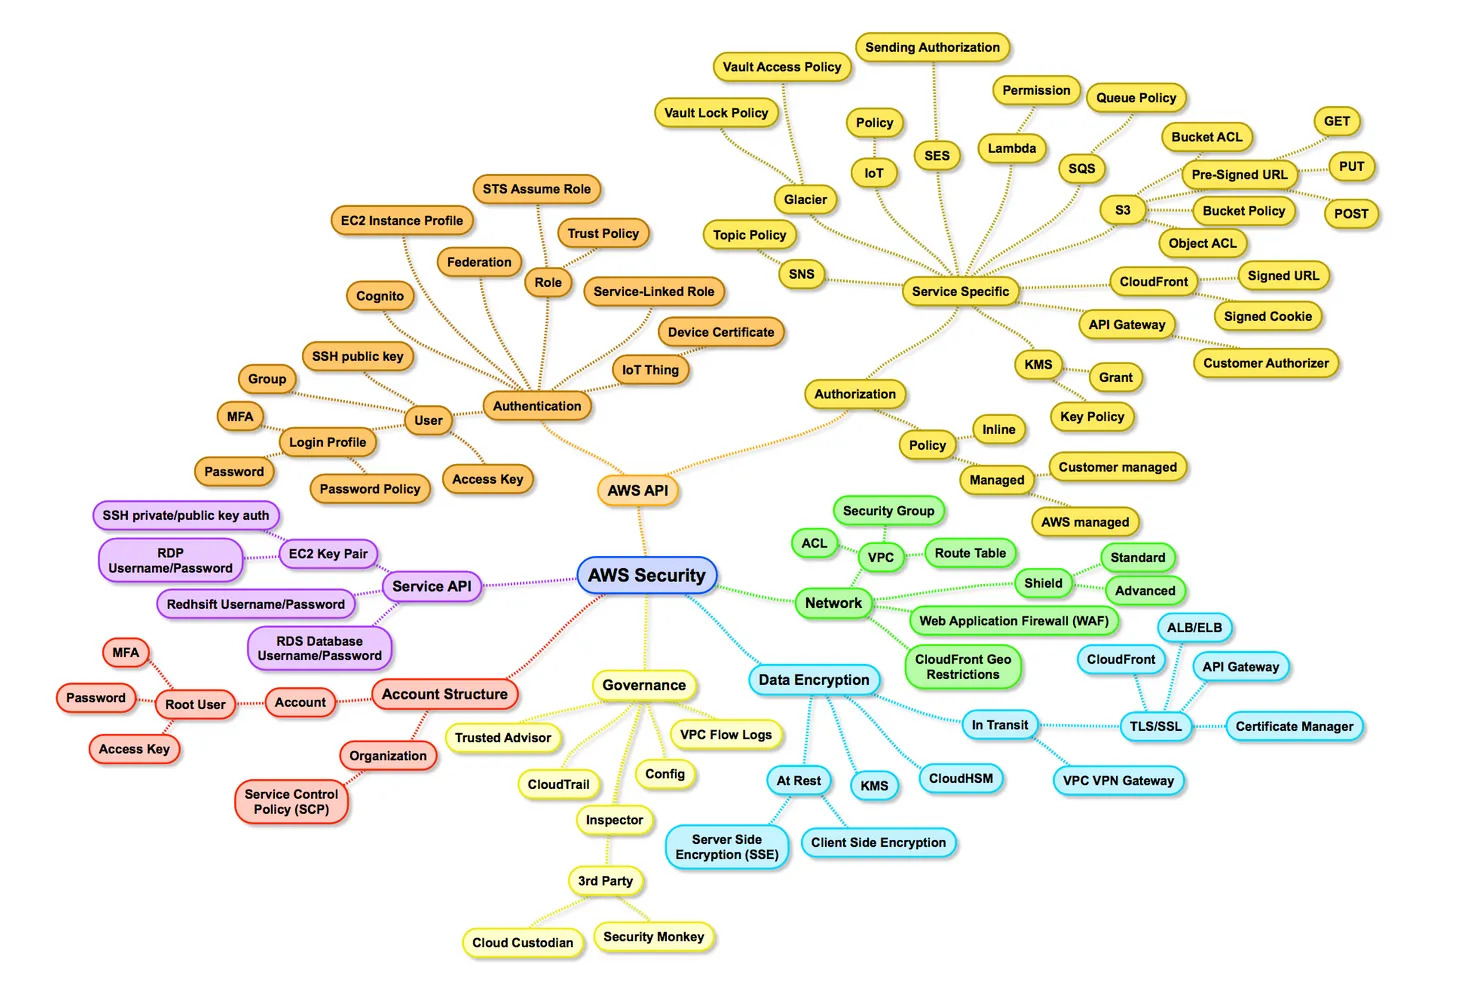 Sending Authorization
Vault Access Policy
Permission
Queue Policy
Vault Lock Policy
Policy
GET
Bucket ACL
Lambda
SES
PUT
SQS
IoT
Pre-Signed URL
STS Assume Role
Glacier
S3
Bucket Policy
POST
EC2 Instance Profile
Trust Policy
Topic Policy
Object ACL
Federation
SNS
CloudFront
Signed URL
Role
Service-Linked Role
Service Specific
Cognito
Signed Cookie
API Gateway
Device Certificate
SSH public key
Customer Authorizer
KMS
IoT Thing
Grant
Group
Authorization
Authentication
MFA
User
Key Policy
Inline
Login Profile
Policy
Customer managed
Password
Access Key
Managed
Password Policy
AWS API
AWS managed
Security Group
SSH private/public key auth
ACL
VPC
Route Table
EC2 Key Pair
RDP
Username/Password
Standard
AWS Security
Shield
Service API
Advanced
Redhsift Username/Password
Network
Web Application Firewall (WAF)
ALB/ELB
RDS Database
Username/Password
MFA
CloudFront Geo
Restrictions
CloudFront
API Gateway
Data Encryption
Governance
Account Structure
Password
Root User
Account
In Transit
TLS/SSL
Certificate Manager
Trusted Advisor
VPC Flow Logs
Access Key
Organization
Config
CloudTrail
At Rest
KMS
CloudHSM
VPC VPN Gateway
Service Control
Policy (SCP)
Inspector
Server Side
Encryption (SSE)
Client Side Encryption
3rd Party
Cloud Custodian
Security Monkey